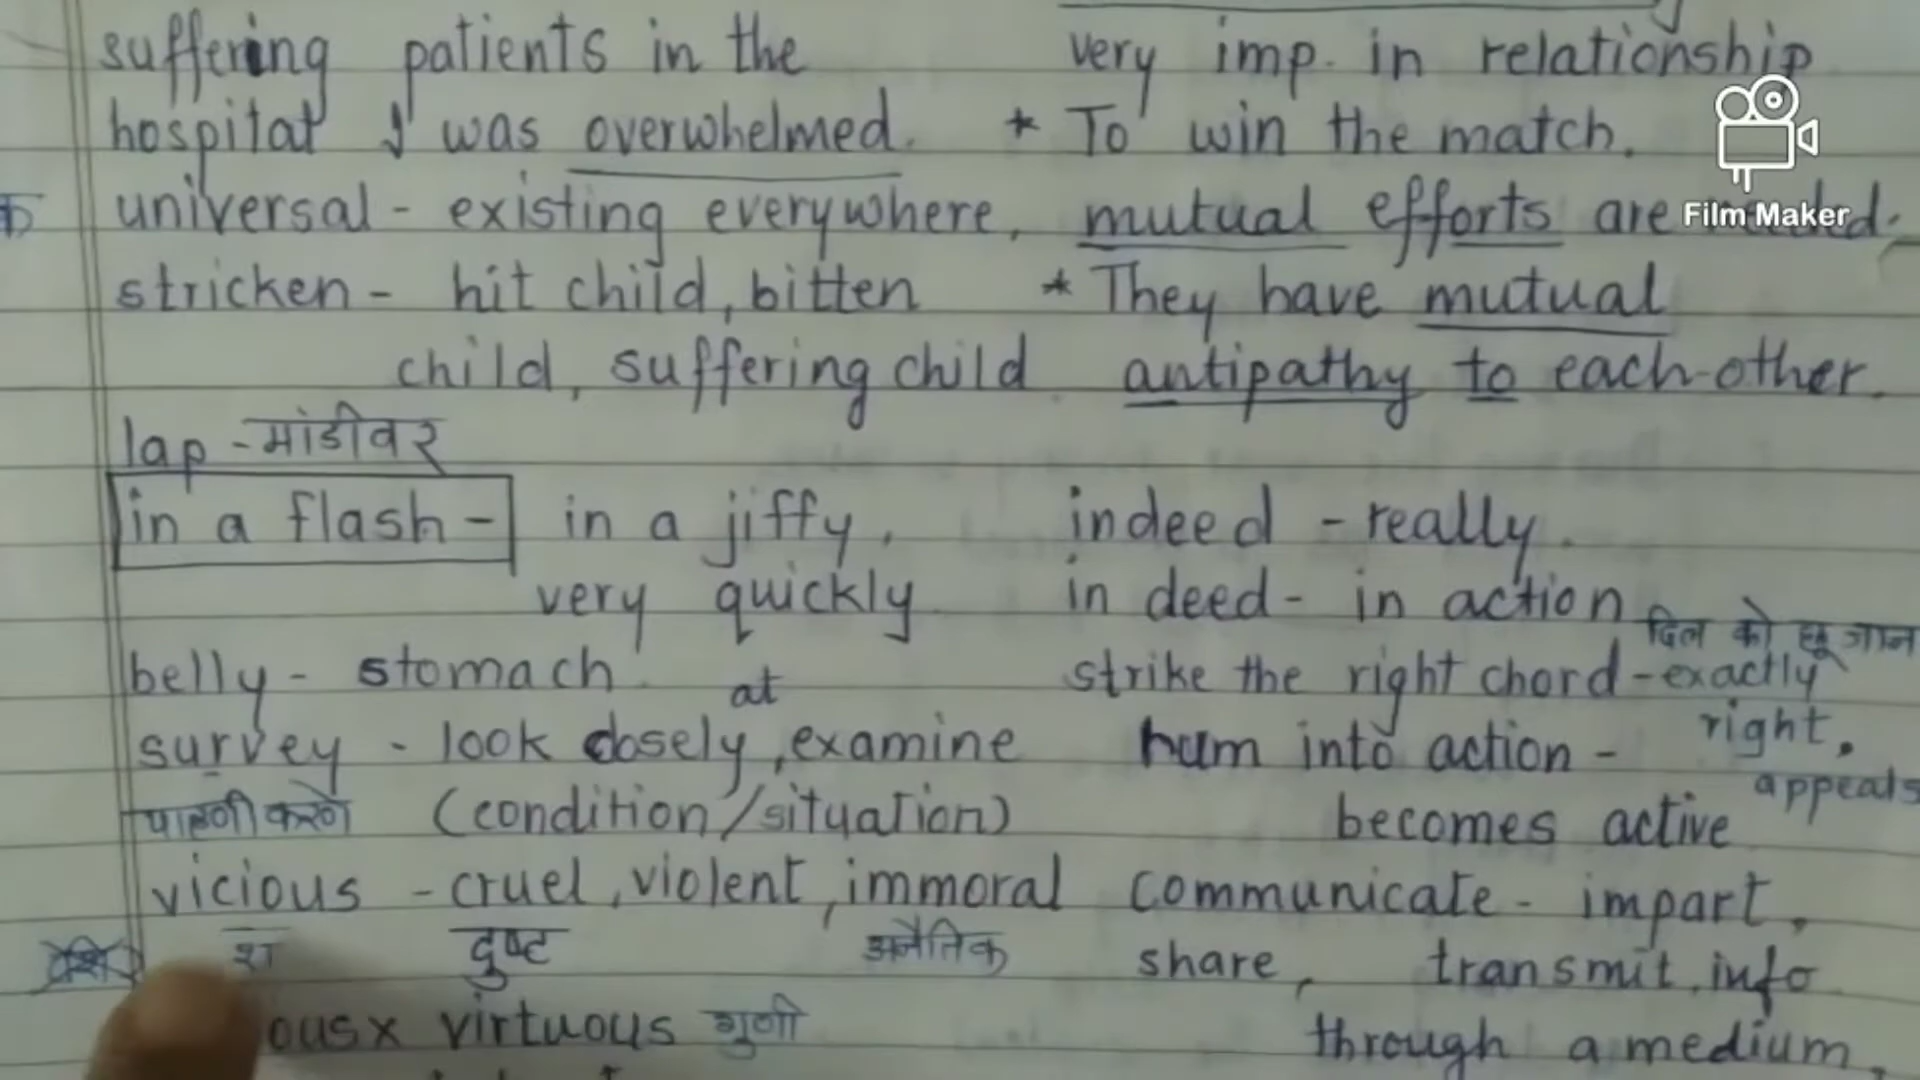 suffering patients in the
hospital I was overwhelmed.
universal - existing everywhere,
stricken - hit child, bitten
child, suffering child
lap - मांडीवर
in a flash - in a jiffy,
very quickly
belly - stomach
at
survey - look closely, examine
पाहणी करणे (condition/situation)
vicious - cruel, violent, immoral
श दुष्ट अनैतिक
ous x virtuous गुणी
very imp. in relationship
* To win the match.
mutual efforts are
* They have mutual
antipathy to each other.
indeed - really.
in deed - in action
दिल को छू जान
strike the right chord - exactly
right,
appeals
hum into action -
becomes active
communicate - impart,
share, transmit info
through a medium,
Film Maker